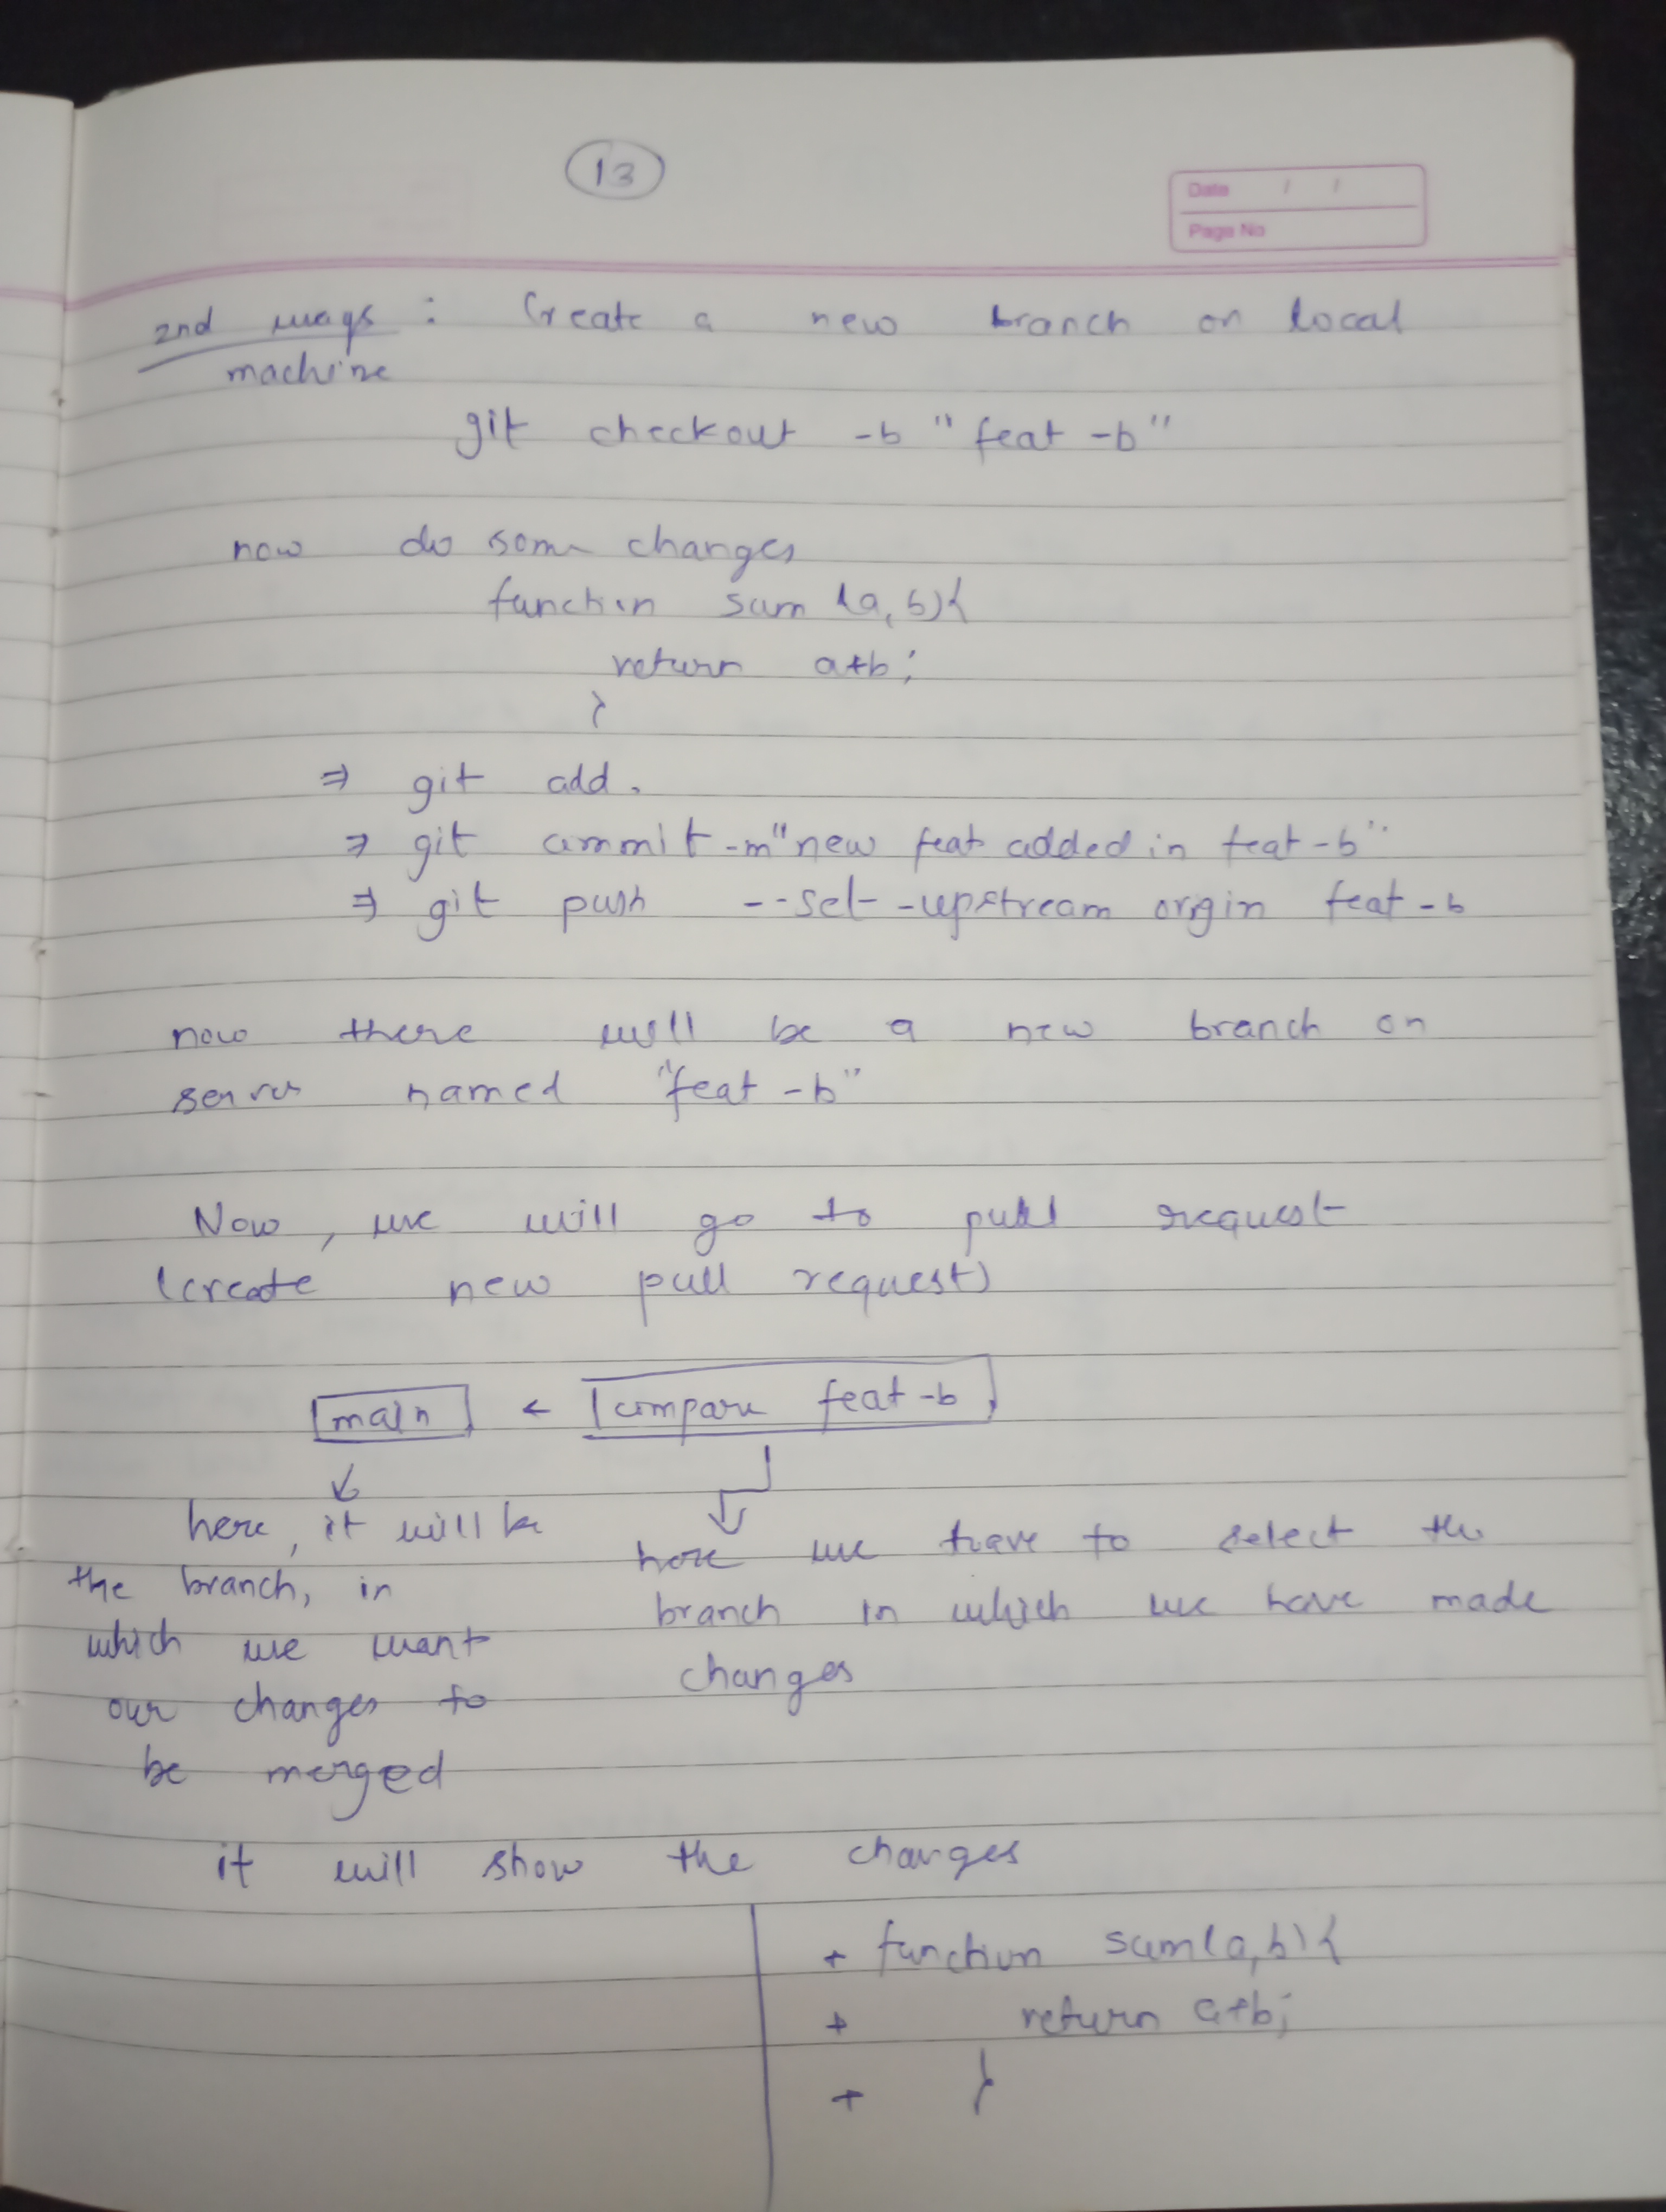 13
Date / /
Page No
2nd ways : Create a new branch on local
machine
git checkout -b "feat -b"
now do some changes
function sum (a, b){
return a+b;
}
⇒ git add .
⇒ git commit -m "new feat added in feat -b"
⇒ git push --set -upstream origin feat -b
now there will be a new branch on
server named "feat -b"
Now, we will go to pull request
(create new pull request)
main ← compare feat -b
here, it will be
the branch, in
which we want
our changes to
be merged
here we have to select the
branch in which we have made
changes
it will show the changes
+ function sum(a, b){
+ return a+b;
+ }